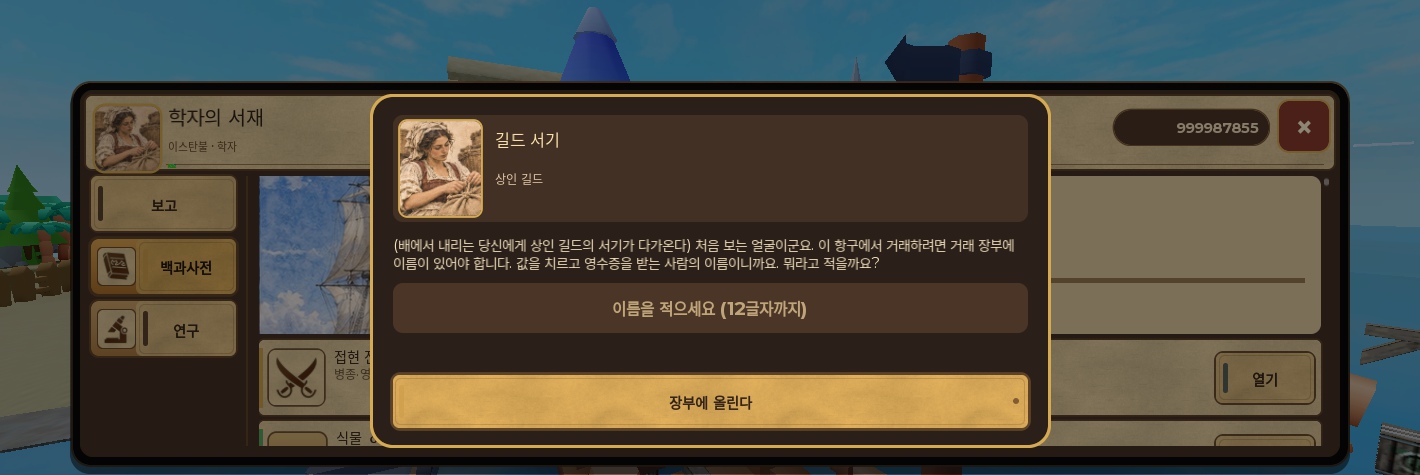 학자의 서재
이스탄불 · 학자
999987855
보고
백과사전
연구
길드 서기
상인 길드
(배에서 내리는 당신에게 상인 길드의 서기가 다가온다) 처음 보는 얼굴이군요. 이 항구에서 거래하려면 거래 장부에
이름이 있어야 합니다. 값을 치르고 영수증을 받는 사람의 이름이니까요. 뭐라고 적을까요?
이름을 적으세요 (12글자까지)
장부에 올린다
접현
병종·
열기
식물